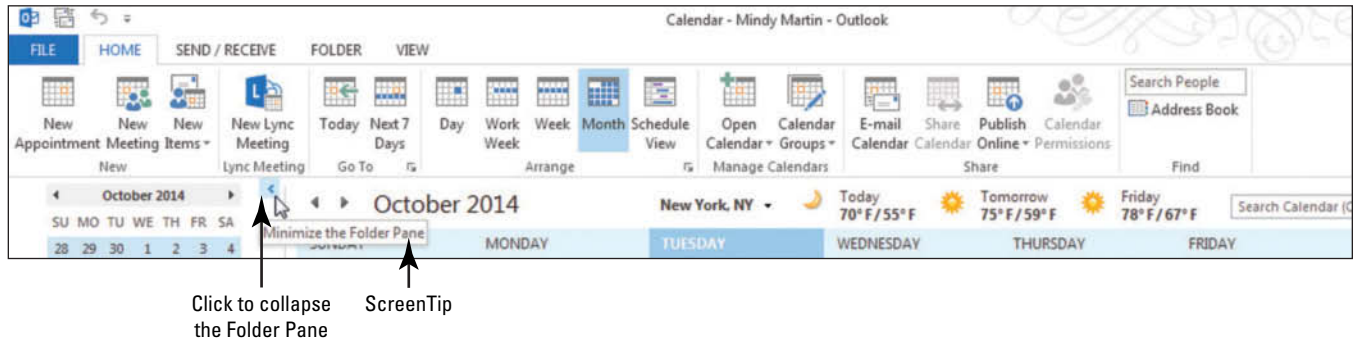 Calendar - Mindy Martin - Outlook
FILE HOME SEND / RECEIVE FOLDER VIEW
New Appointment
New Meeting
New Items
New
New Lync Meeting
Lync Meeting
Today
Next 7 Days
Go To
Day
Work Week
Week
Month
Schedule View
Arrange
Open Calendar
Calendar Groups
Manage Calendars
E-mail Calendar
Share Calendar
Publish Online
Calendar Permissions
Share
Search People
Address Book
Find
October 2014
SU MO TU WE TH FR SA
28 29 30 1 2 3 4
Minimize the Folder Pane
October 2014
New York, NY
Today
70° F / 55° F
Tomorrow
75° F / 59° F
Friday
78° F / 67° F
Search Calendar (C
SUNDAY MONDAY TUESDAY WEDNESDAY THURSDAY FRIDAY
Click to collapse
the Folder Pane
ScreenTip